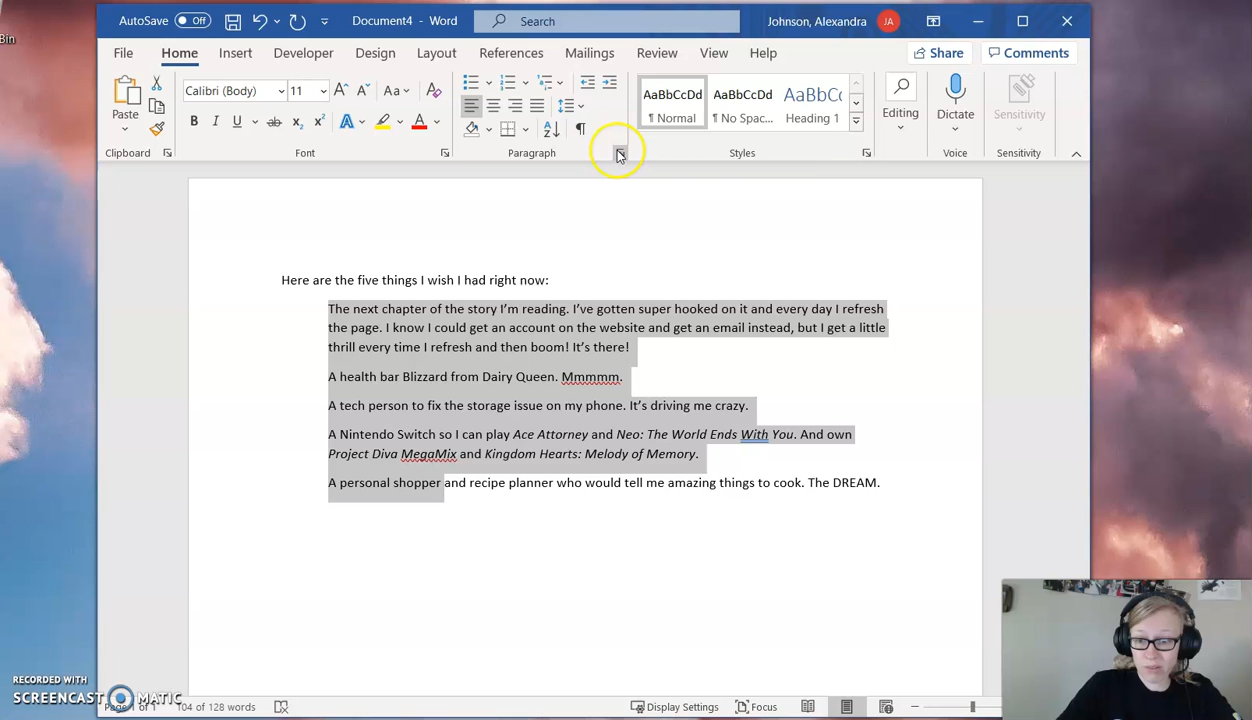 Bin
AutoSave Off Document4 - Word Search Johnson, Alexandra JA
File Home Insert Developer Design Layout References Mailings Review View Help Share Comments
Paste Calibri (Body) 11 A A Aa A
B I U ab x2 x2 A A
AaBbCcDd AaBbCcDd AaBbCc
¶ Normal ¶ No Spac... Heading 1
Editing Dictate Sensitivity
Clipboard Font Paragraph Styles Voice Sensitivity
Here are the five things I wish I had right now:
The next chapter of the story I'm reading. I've gotten super hooked on it and every day I refresh
the page. I know I could get an account on the website and get an email instead, but I get a little
thrill every time I refresh and then boom! It's there!
A health bar Blizzard from Dairy Queen. Mmmmm.
A tech person to fix the storage issue on my phone. It's driving me crazy.
A Nintendo Switch so I can play Ace Attorney and Neo: The World Ends With You. And own
Project Diva MegaMix and Kingdom Hearts: Melody of Memory.
A personal shopper and recipe planner who would tell me amazing things to cook. The DREAM.
RECORDED WITH
SCREENCAST MATIC
Page 1 of 1 104 of 128 words Display Settings Focus